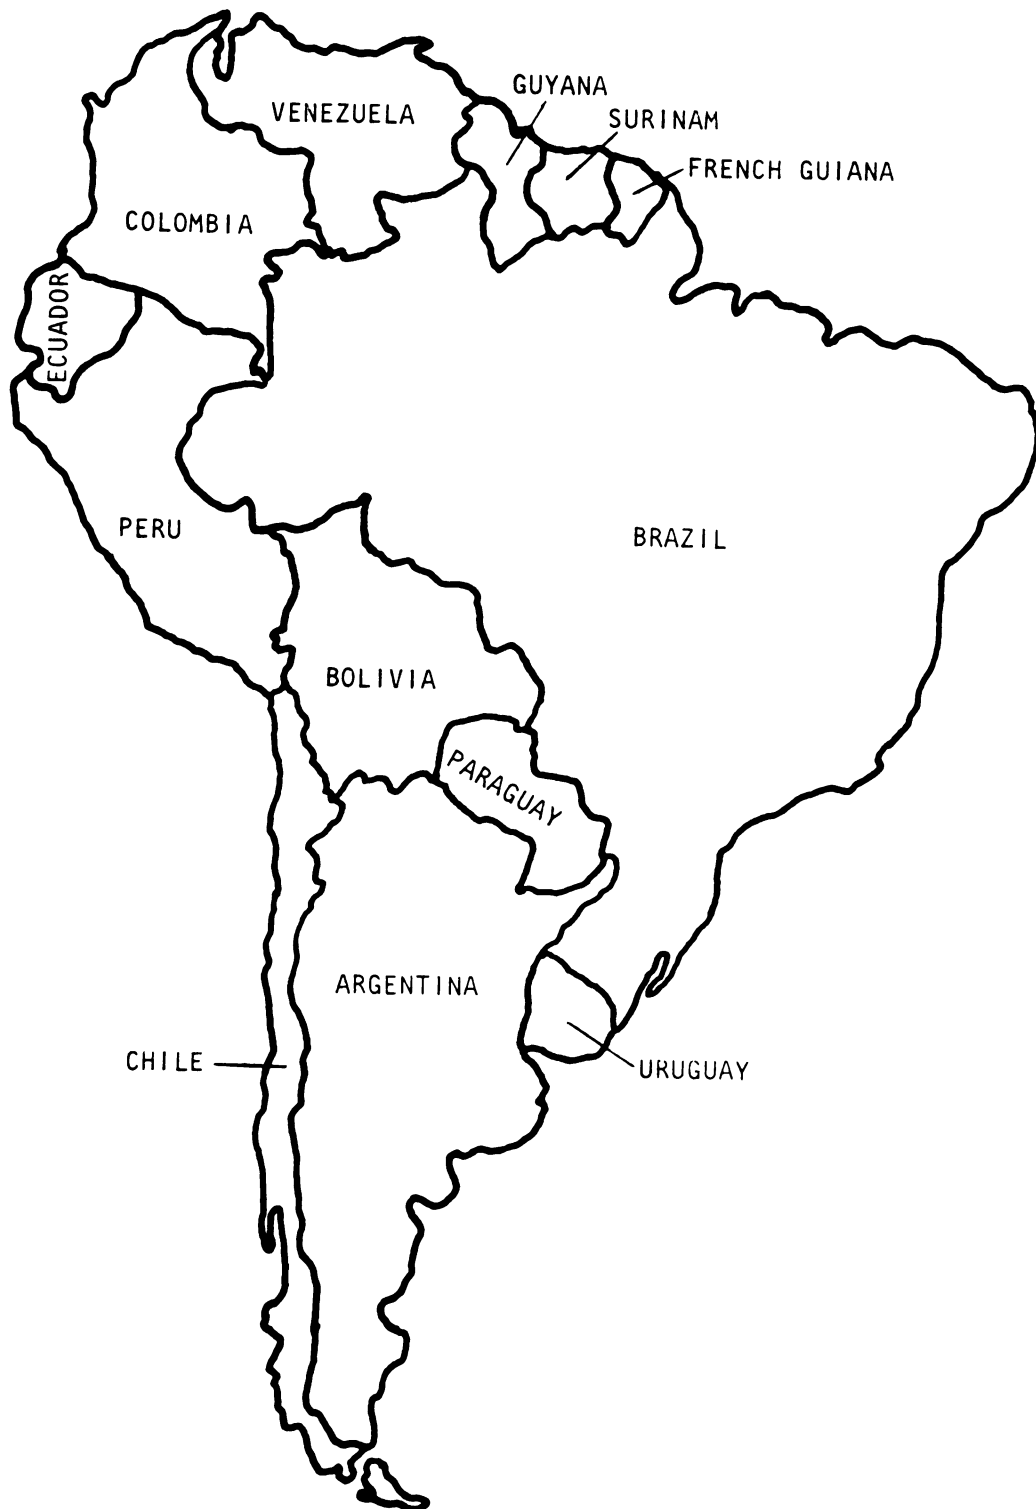 GUYANA
VENEZUELA
SURINAM
FRENCH GUIANA
COLOMBIA
ECUADOR
PERU
BRAZIL
BOLIVIA
PARAGUAY
ARGENTINA
CHILE
URUGUAY